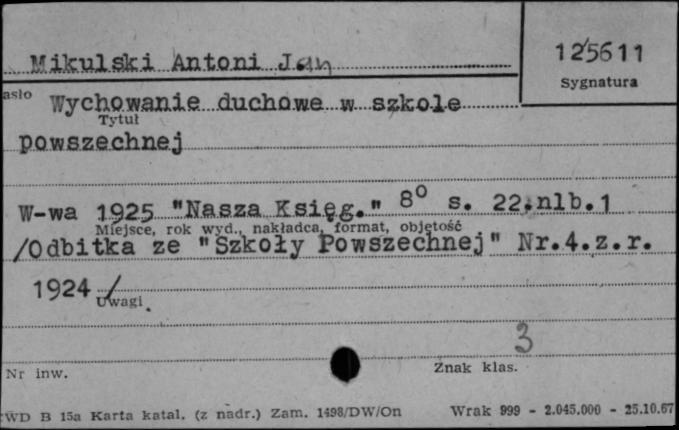 Mikulski Antoni Jan
125611
Sygnatura
asło Wychowanie duchowe w szkole
Tytuł
powszechnej
W-wa 1925 "Nasza Księg." 8° s. 22.nlb.1
Miejsce, rok wyd., nakładca, format, objętość
/Odbitka ze "Szkoły Powszechnej" Nr.4.z.r.
1924/
Uwagi
3
Nr inw.
Znak klas.
WD B 15a Karta katal. (z nadr.) Zam. 1498/DW/On Wrak 999 - 2.045.000 - 25.10.67